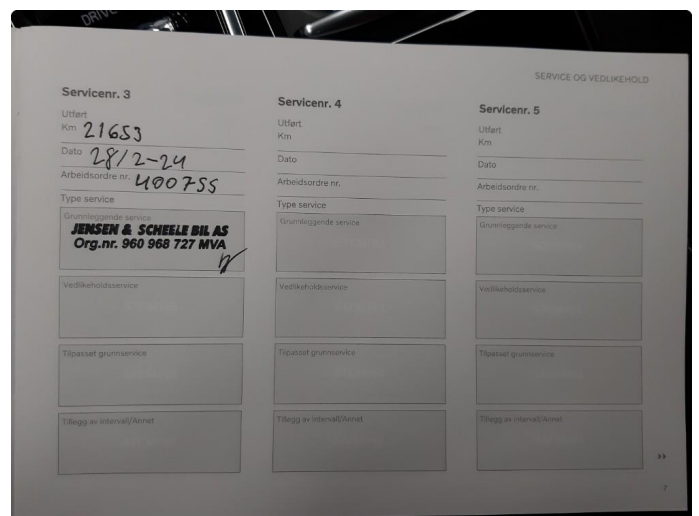 DRIV
SERVICE OG VEDLIKEHOLD
Servicenr. 3
Utført
Km 21653
Dato 28/2-24
Arbeidsordre nr. 400755
Type service
Grunnleggende service
JENSEN & SCHEELE BIL AS
Org.nr. 960 968 727 MVA
Vedlikeholdsservice
Tilpasset grunnservice
Tillegg av intervall/Annet
Servicenr. 4
Utført
Km
Dato
Arbeidsordre nr.
Type service
Grunnleggende service
Vedlikeholdsservice
Tilpasset grunnservice
Tillegg av intervall/Annet
Servicenr. 5
Utført
Km
Dato
Arbeidsordre nr.
Type service
Grunnleggende service
Vedlikeholdsservice
Tilpasset grunnservice
Tillegg av intervall/Annet
>>
7